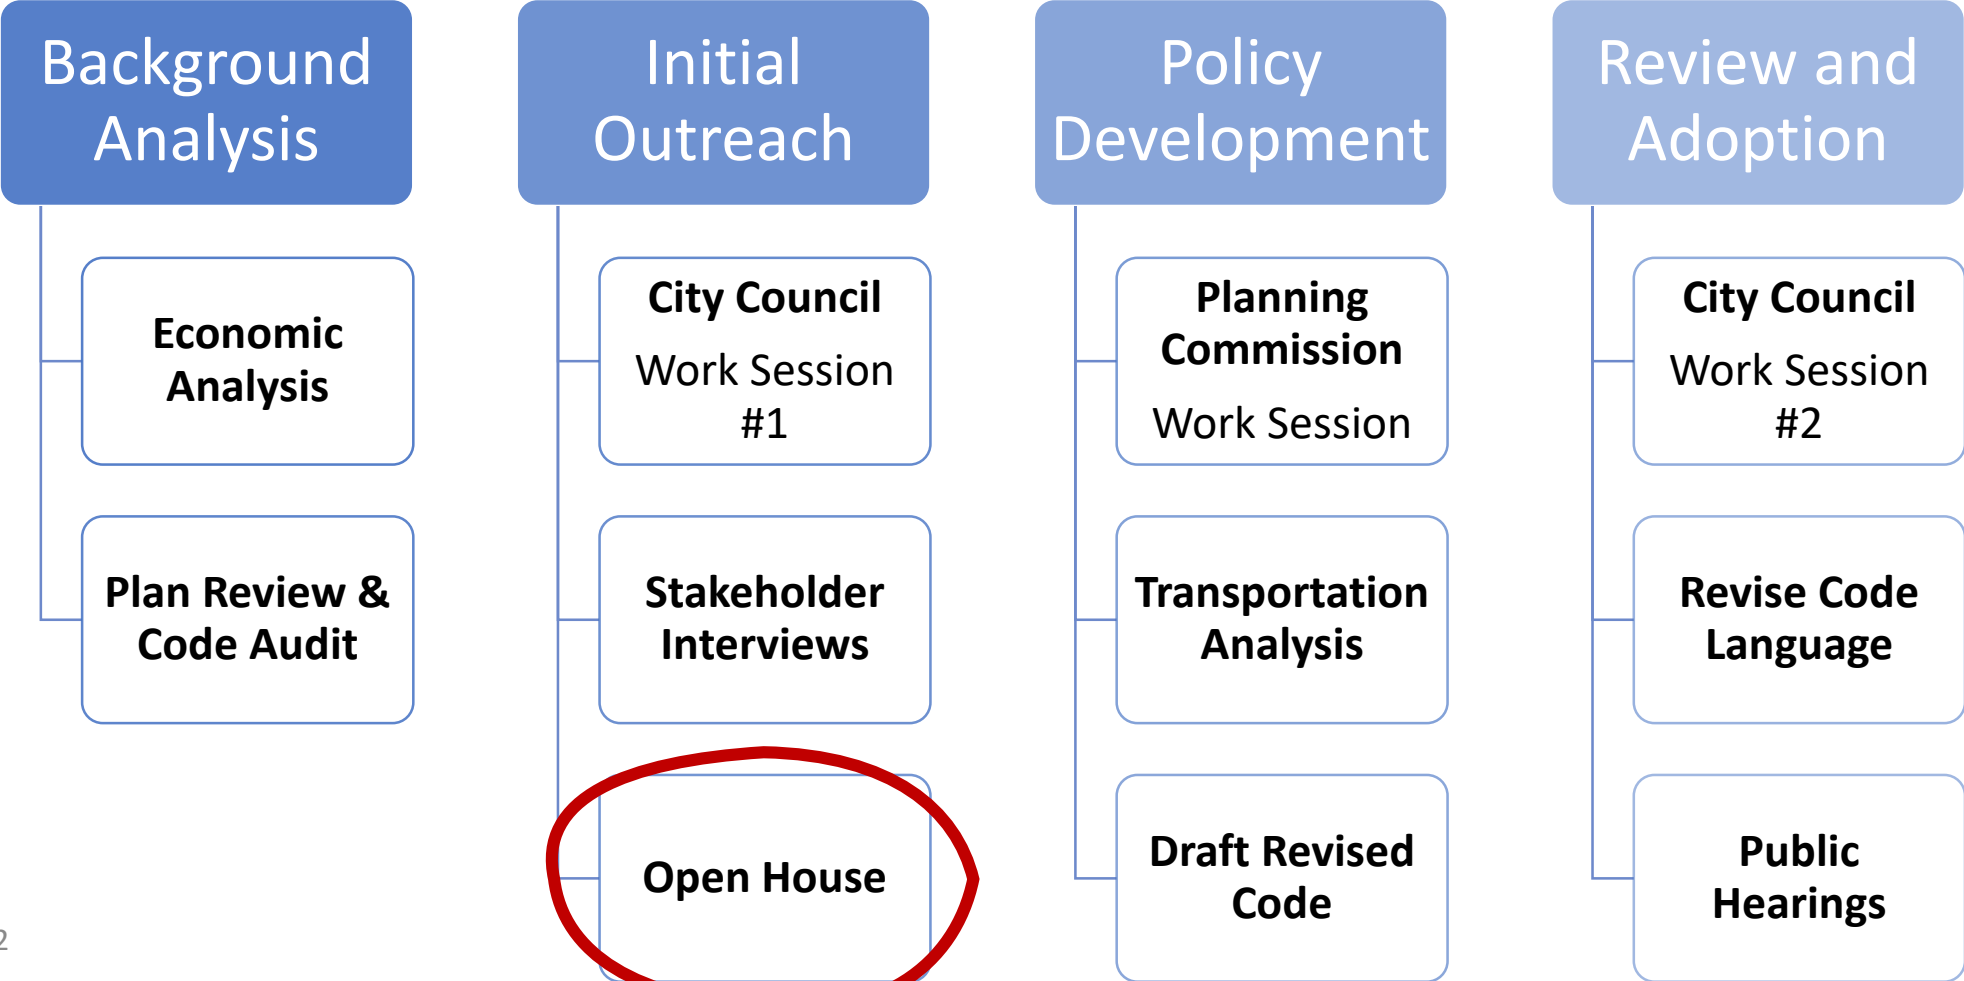 Background
Analysis
Economic
Analysis
Plan Review &
Code Audit
Initial
Outreach
City Council
Work Session
#1
Stakeholder
Interviews
Open House
Policy
Development
Planning
Commission
Work Session
Transportation
Analysis
Draft Revised
Code
Review and
Adoption
City Council
Work Session
#2
Revise Code
Language
Public
Hearings
2